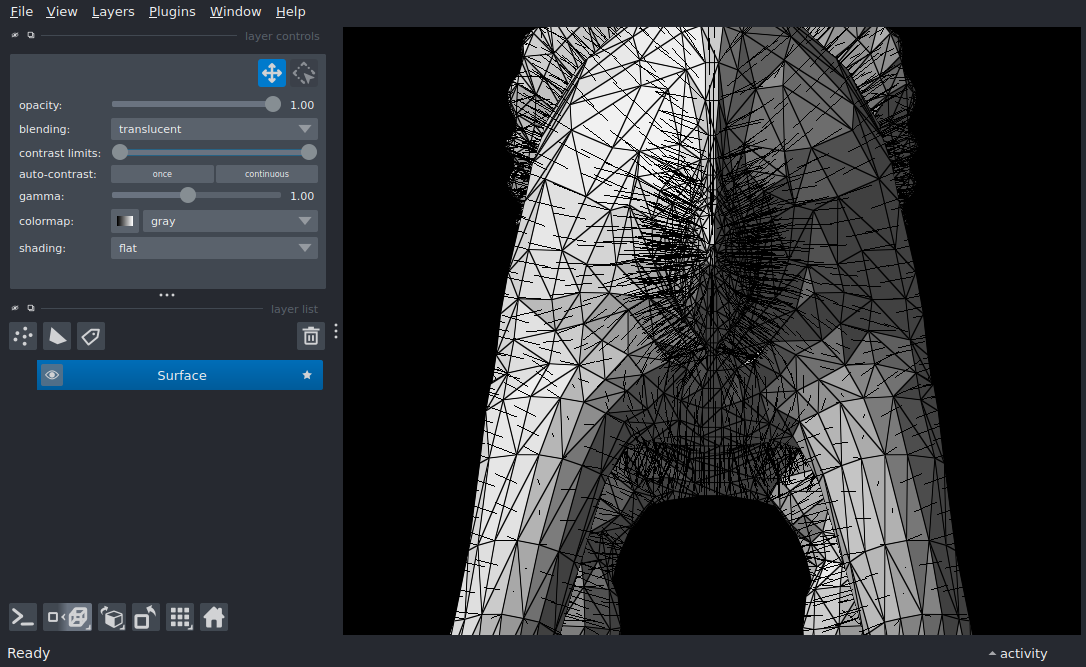 File View Layers Plugins Window Help
layer controls
opacity: 1.00
blending: translucent
contrast limits:
auto-contrast: once continuous
gamma: 1.00
colormap: gray
shading: flat
layer list
Surface
Ready
activity